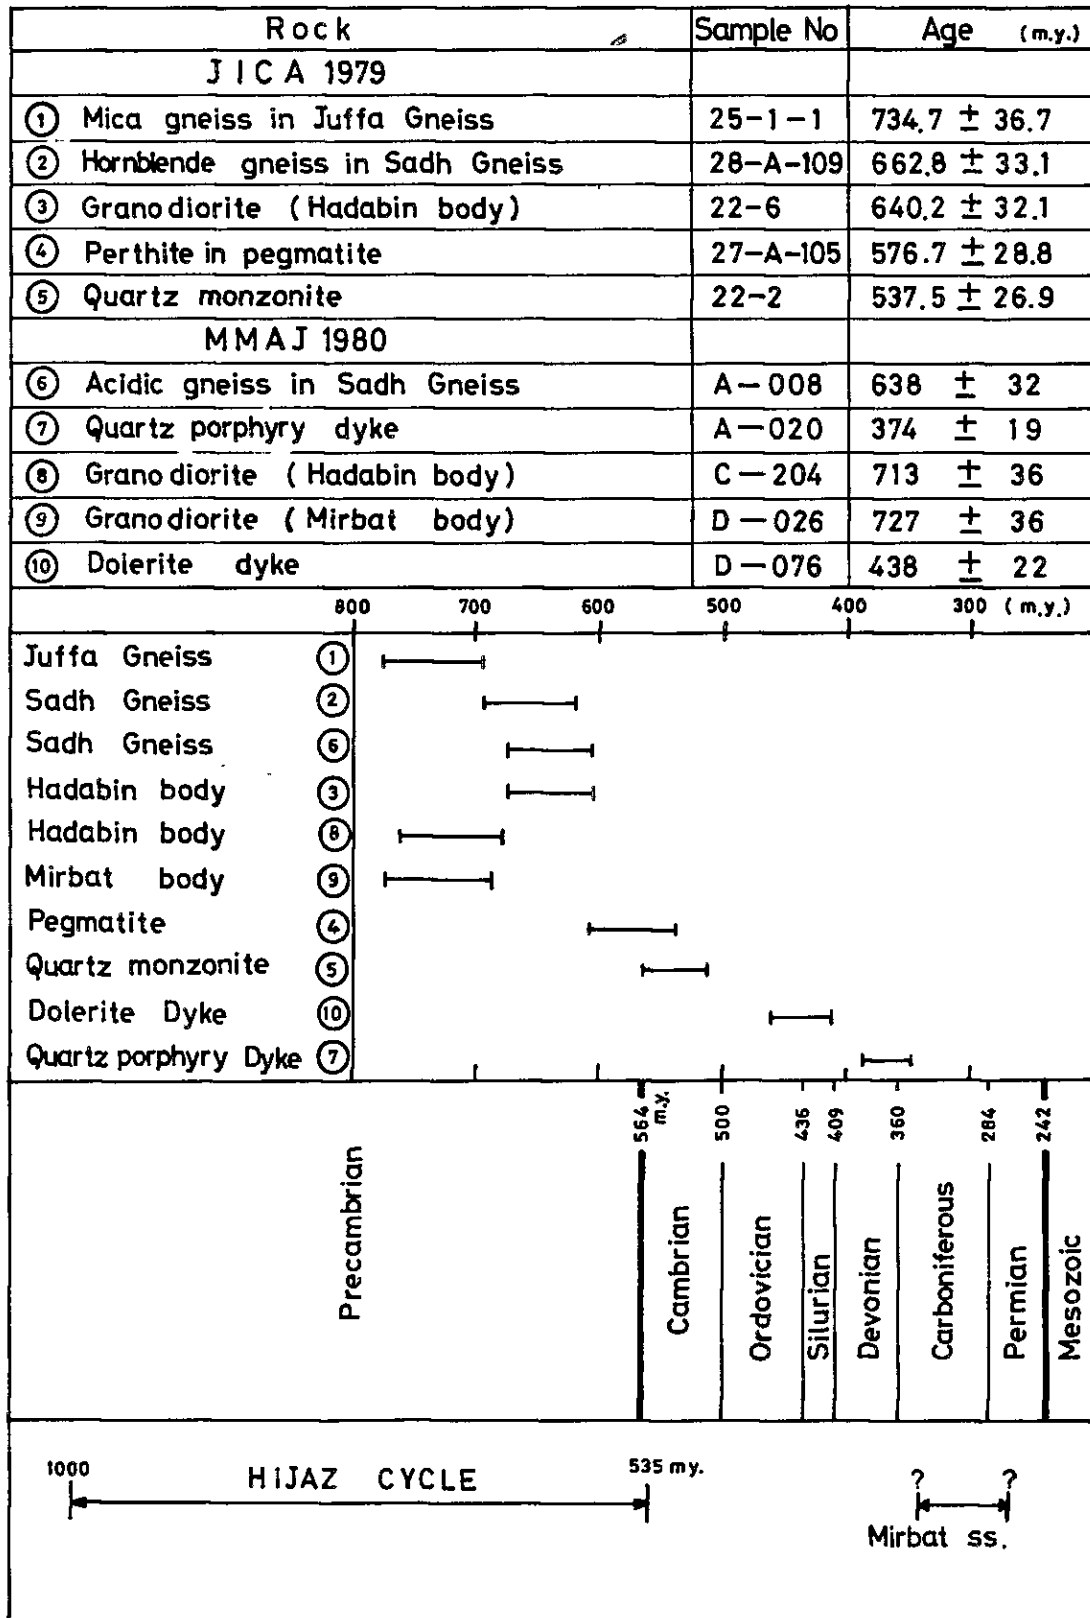 Rock Sample No Age (m.y.)
JICA 1979
① Mica gneiss in Juffa Gneiss 25-1-1 734.7 ± 36.7
② Hornblende gneiss in Sadh Gneiss 28-A-109 662.8 ± 33.1
③ Granodiorite (Hadabin body) 22-6 640.2 ± 32.1
④ Perthite in pegmatite 27-A-105 576.7 ± 28.8
⑤ Quartz monzonite 22-2 537.5 ± 26.9
MMAJ 1980
⑥ Acidic gneiss in Sadh Gneiss A-008 638 ± 32
⑦ Quartz porphyry dyke A-020 374 ± 19
⑧ Granodiorite (Hadabin body) C-204 713 ± 36
⑨ Granodiorite (Mirbat body) D-026 727 ± 36
⑩ Dolerite dyke D-076 438 ± 22
800 700 600 500 400 300 (m.y.)
Juffa Gneiss ①
Sadh Gneiss ②
Sadh Gneiss ⑥
Hadabin body ③
Hadabin body ⑧
Mirbat body ⑨
Pegmatite ④
Quartz monzonite ⑤
Dolerite Dyke ⑩
Quartz porphyry Dyke ⑦
564 m.y. 500 436 409 360 284 242
Precambrian Cambrian Ordovician Silurian Devonian Carboniferous Permian Mesozoic
1000 HIJAZ CYCLE 535 my. ? ?
Mirbat ss.